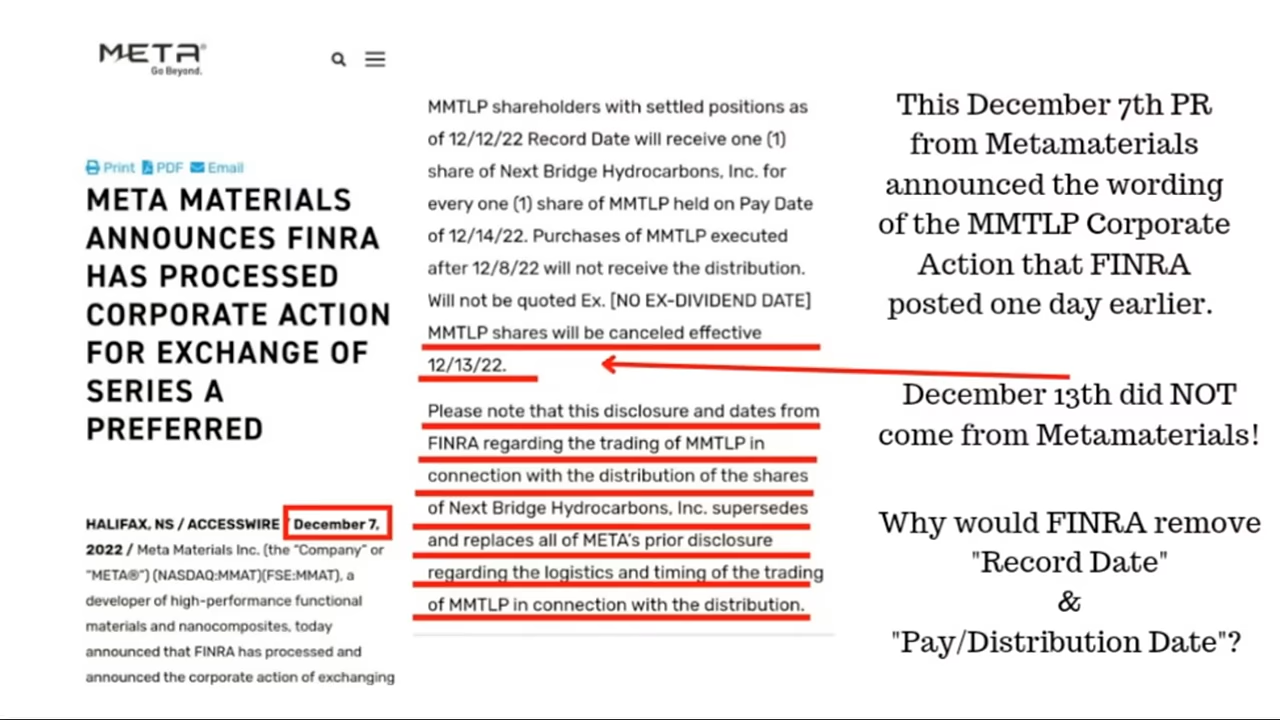 META®
Go Beyond.
Print PDF Email
META MATERIALS
ANNOUNCES FINRA
HAS PROCESSED
CORPORATE ACTION
FOR EXCHANGE OF
SERIES A
PREFERRED
HALIFAX, NS / ACCESSWIRE / December 7,
2022 / Meta Materials Inc. (the "Company" or
"META®") (NASDAQ:MMAT)(FSE:MMAT), a
developer of high-performance functional
materials and nanocomposites, today
announced that FINRA has processed and
announced the corporate action of exchanging
MMTLP shareholders with settled positions as
of 12/12/22 Record Date will receive one (1)
share of Next Bridge Hydrocarbons, Inc. for
every one (1) share of MMTLP held on Pay Date
of 12/14/22. Purchases of MMTLP executed
after 12/8/22 will not receive the distribution.
Will not be quoted Ex. [NO EX-DIVIDEND DATE]
MMTLP shares will be canceled effective
12/13/22.
Please note that this disclosure and dates from
FINRA regarding the trading of MMTLP in
connection with the distribution of the shares
of Next Bridge Hydrocarbons, Inc. supersedes
and replaces all of META's prior disclosure
regarding the logistics and timing of the trading
of MMTLP in connection with the distribution.
This December 7th PR
from Metamaterials
announced the wording
of the MMTLP Corporate
Action that FINRA
posted one day earlier.
December 13th did NOT
come from Metamaterials!
Why would FINRA remove
"Record Date"
&
"Pay/Distribution Date"?